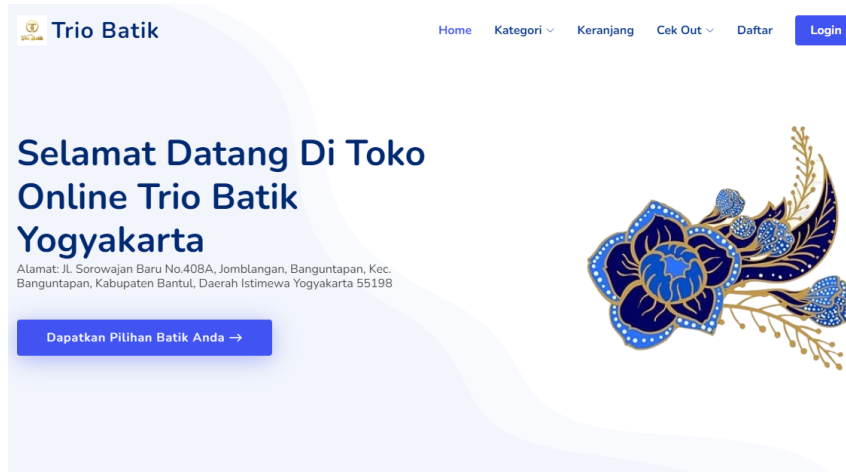 Trio Batik
Home Kategori Keranjang Cek Out Daftar Login
Selamat Datang Di Toko
Online Trio Batik
Yogyakarta
Alamat: Jl. Sorowajan Baru No.408A, Jomblangan, Banguntapan, Kec.
Banguntapan, Kabupaten Bantul, Daerah Istimewa Yogyakarta 55198
Dapatkan Pilihan Batik Anda →